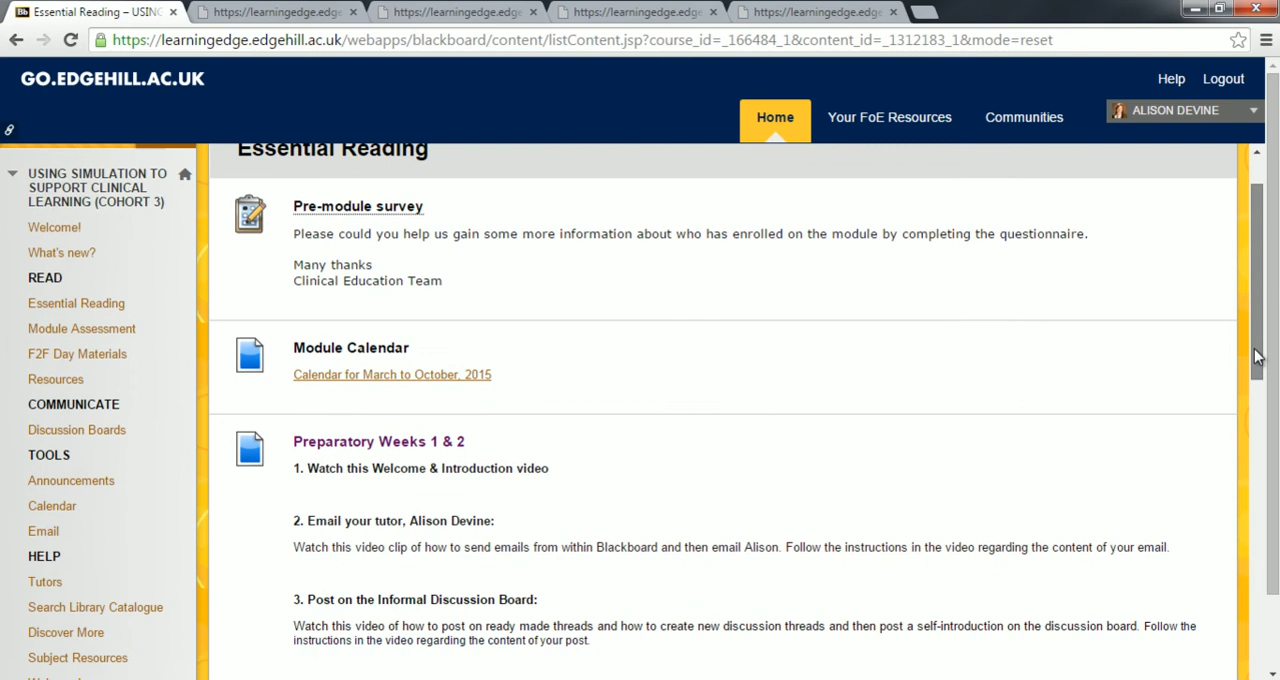 Essential Reading – USIN
https://learningedge.edg
https://learningedge.edg
https://learningedge.edg
https://learningedge.edg
https://learningedge.edgehill.ac.uk/webapps/blackboard/content/listContent.jsp?course_id=_166484_1&content_id=_1312183_1&mode=reset
GO.EDGEHILL.AC.UK
Help Logout
ALISON DEVINE
Home Your FoE Resources Communities
USING SIMULATION TO
SUPPORT CLINICAL
LEARNING (COHORT 3)
Welcome!
What's new?
READ
Essential Reading
Module Assessment
F2F Day Materials
Resources
COMMUNICATE
Discussion Boards
TOOLS
Announcements
Calendar
Email
HELP
Tutors
Search Library Catalogue
Discover More
Subject Resources
Essential Reading
Pre-module survey
Please could you help us gain some more information about who has enrolled on the module by completing the questionnaire.
Many thanks
Clinical Education Team
Module Calendar
Calendar for March to October, 2015
Preparatory Weeks 1 & 2
1. Watch this Welcome & Introduction video
2. Email your tutor, Alison Devine:
Watch this video clip of how to send emails from within Blackboard and then email Alison. Follow the instructions in the video regarding the content of your email.
3. Post on the Informal Discussion Board:
Watch this video of how to post on ready made threads and how to create new discussion threads and then post a self-introduction on the discussion board. Follow the
instructions in the video regarding the content of your post.